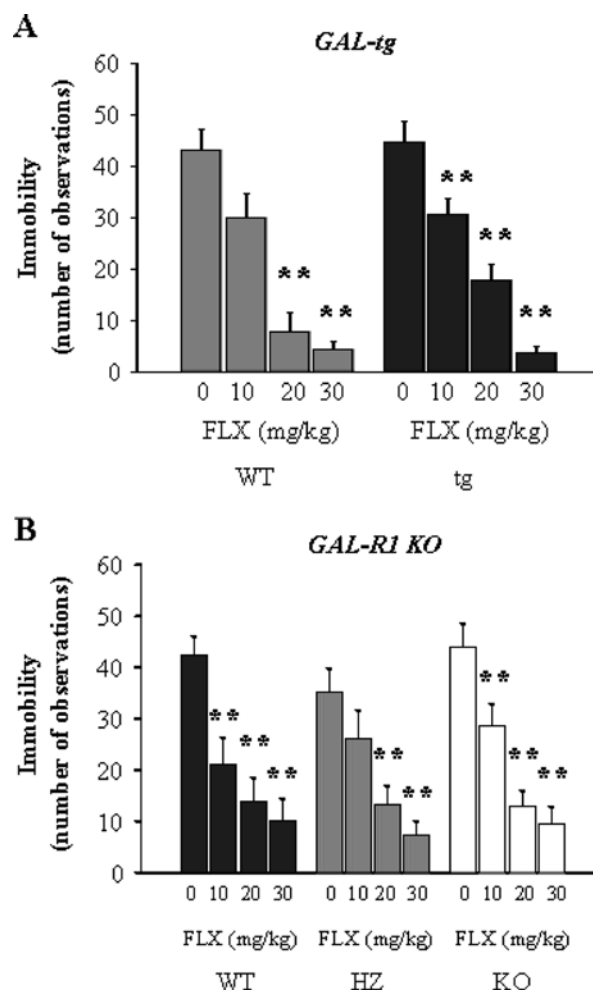 A
GAL-tg
Immobility
(number of observations)
60
50
40
30
20
10
0
** ** ** ** **
0 10 20 30 0 10 20 30
FLX (mg/kg) FLX (mg/kg)
WT tg
B
GAL-R1 KO
Immobility
(number of observations)
60
50
40
30
20
10
0
** ** ** ** ** ** ** **
0 10 20 30 0 10 20 30 0 10 20 30
FLX (mg/kg) FLX (mg/kg) FLX (mg/kg)
WT HZ KO